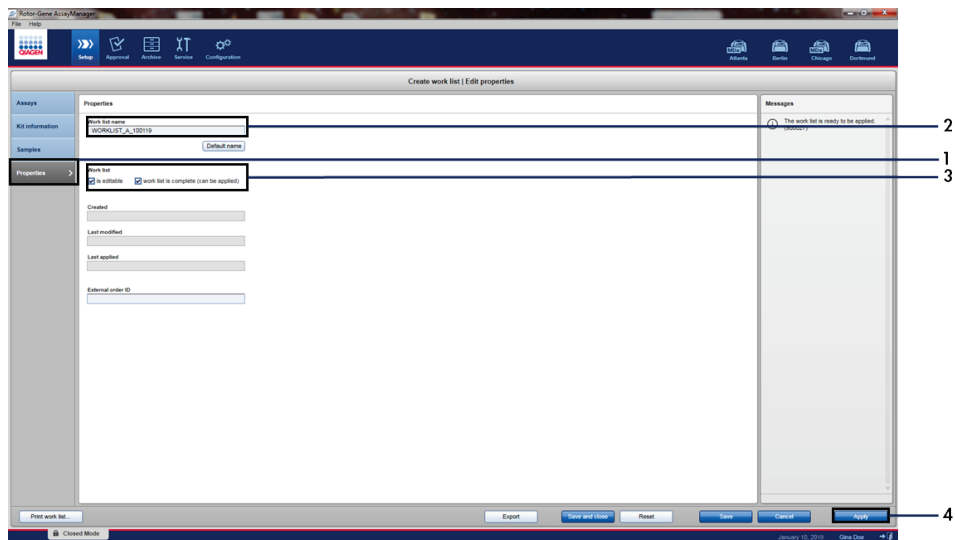 Rotor-Gene AssayManager
File Help
QIAGEN
Setup Approval Archive Service Configuration
Atlanta Berlin Chicago Dortmund
Create work list | Edit properties
Assays
Kit information
Samples
Properties
Properties
Work list name
WORKLIST_A_100119
Default name
Work list
is editable work list is complete (can be applied)
Created
Last modified
Last applied
External order ID
Messages
The work list is ready to be applied.
2
1
3
4
Print work list...
Export Save and close Reset Save Cancel Apply
Closed Mode
January 10, 2019 Gina Doe